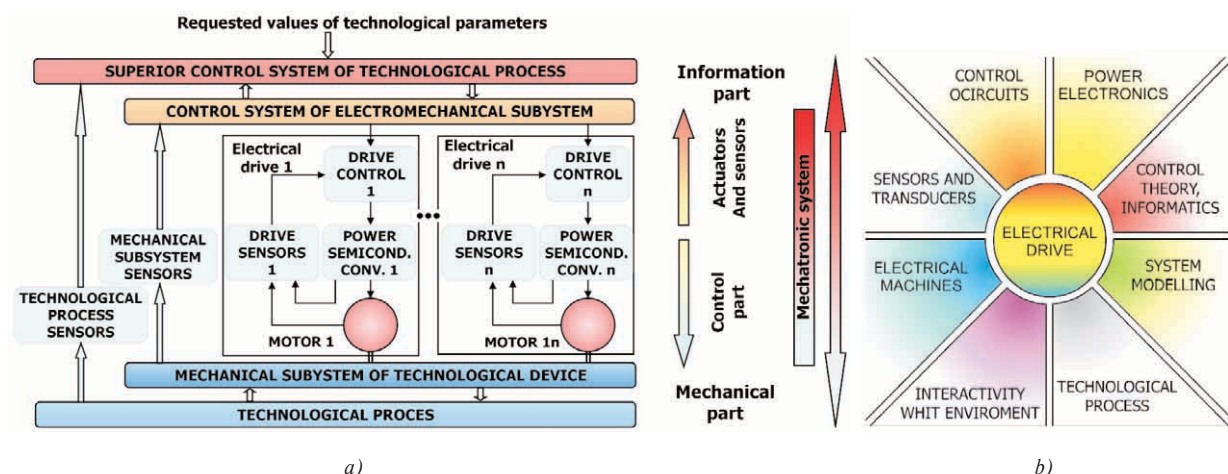 Requested values of technological parameters
SUPERIOR CONTROL SYSTEM OF TECHNOLOGICAL PROCESS
CONTROL SYSTEM OF ELECTROMECHANICAL SUBYSTEM
Electrical
drive 1
DRIVE
CONTROL
1
Electrical
drive n
DRIVE
CONTROL
n
MECHANICAL
SUBSYSTEM
SENSORS
DRIVE
SENSORS
1
POWER
SEMICOND.
CONV. 1
DRIVE
SENSORS
n
POWER
SEMICOND.
CONV. n
TECHNOLOGICAL
PROCESS
SENSORS
MOTOR 1
MOTOR 1n
MECHANICAL SUBYSTEM OF TECHNOLOGICAL DEVICE
TECHNOLOGICAL PROCES
Information
part
Actuators
And sensors
Control
part
Mechanical
part
Mechatronic system
CONTROL
OCIRCUITS
POWER
ELECTRONICS
SENSORS AND
TRANSDUCERS
CONTROL
THEORY,
INFORMATICS
ELECTRICAL
DRIVE
ELECTRICAL
MACHINES
SYSTEM
MODELLING
INTERACTIVITY
WHIT ENVIROMENT
TECHNOLOGICAL
PROCESS
a)
b)